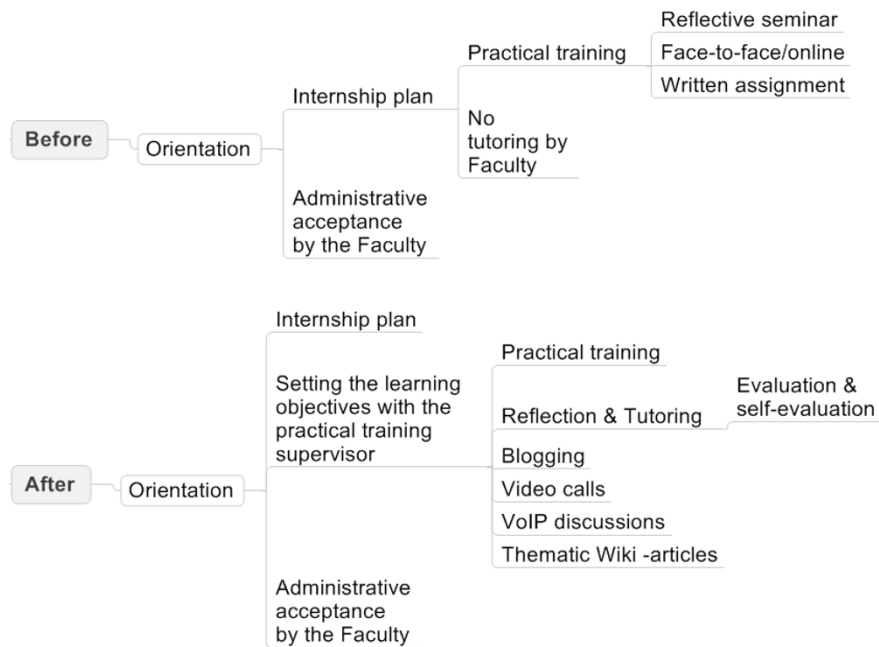 Before
Orientation
Internship plan
Administrative
acceptance
by the Faculty
Practical training
No
tutoring by
Faculty
Reflective seminar
Face-to-face/online
Written assignment
After
Orientation
Internship plan
Setting the learning
objectives with the
practical training
supervisor
Administrative
acceptance
by the Faculty
Practical training
Reflection & Tutoring
Blogging
Video calls
VoIP discussions
Thematic Wiki -articles
Evaluation &
self-evaluation